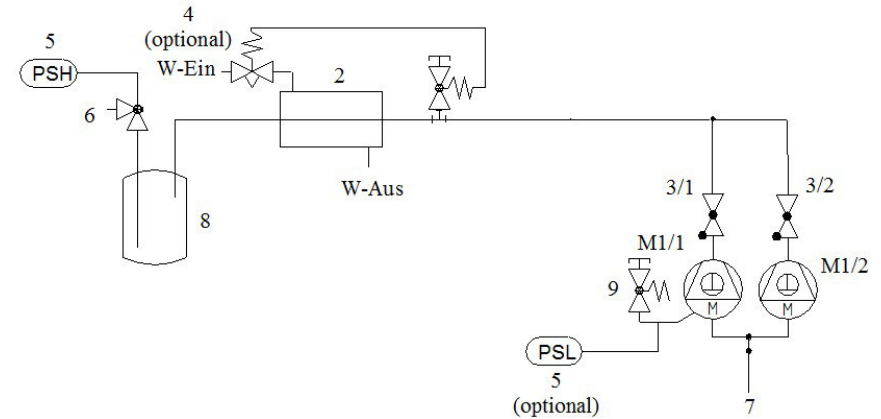 4
(optional)
5
PSH
W-Ein
2
6
W-Aus
8
3/1
3/2
M1/1
M1/2
9
M
M
PSL
5
(optional)
7